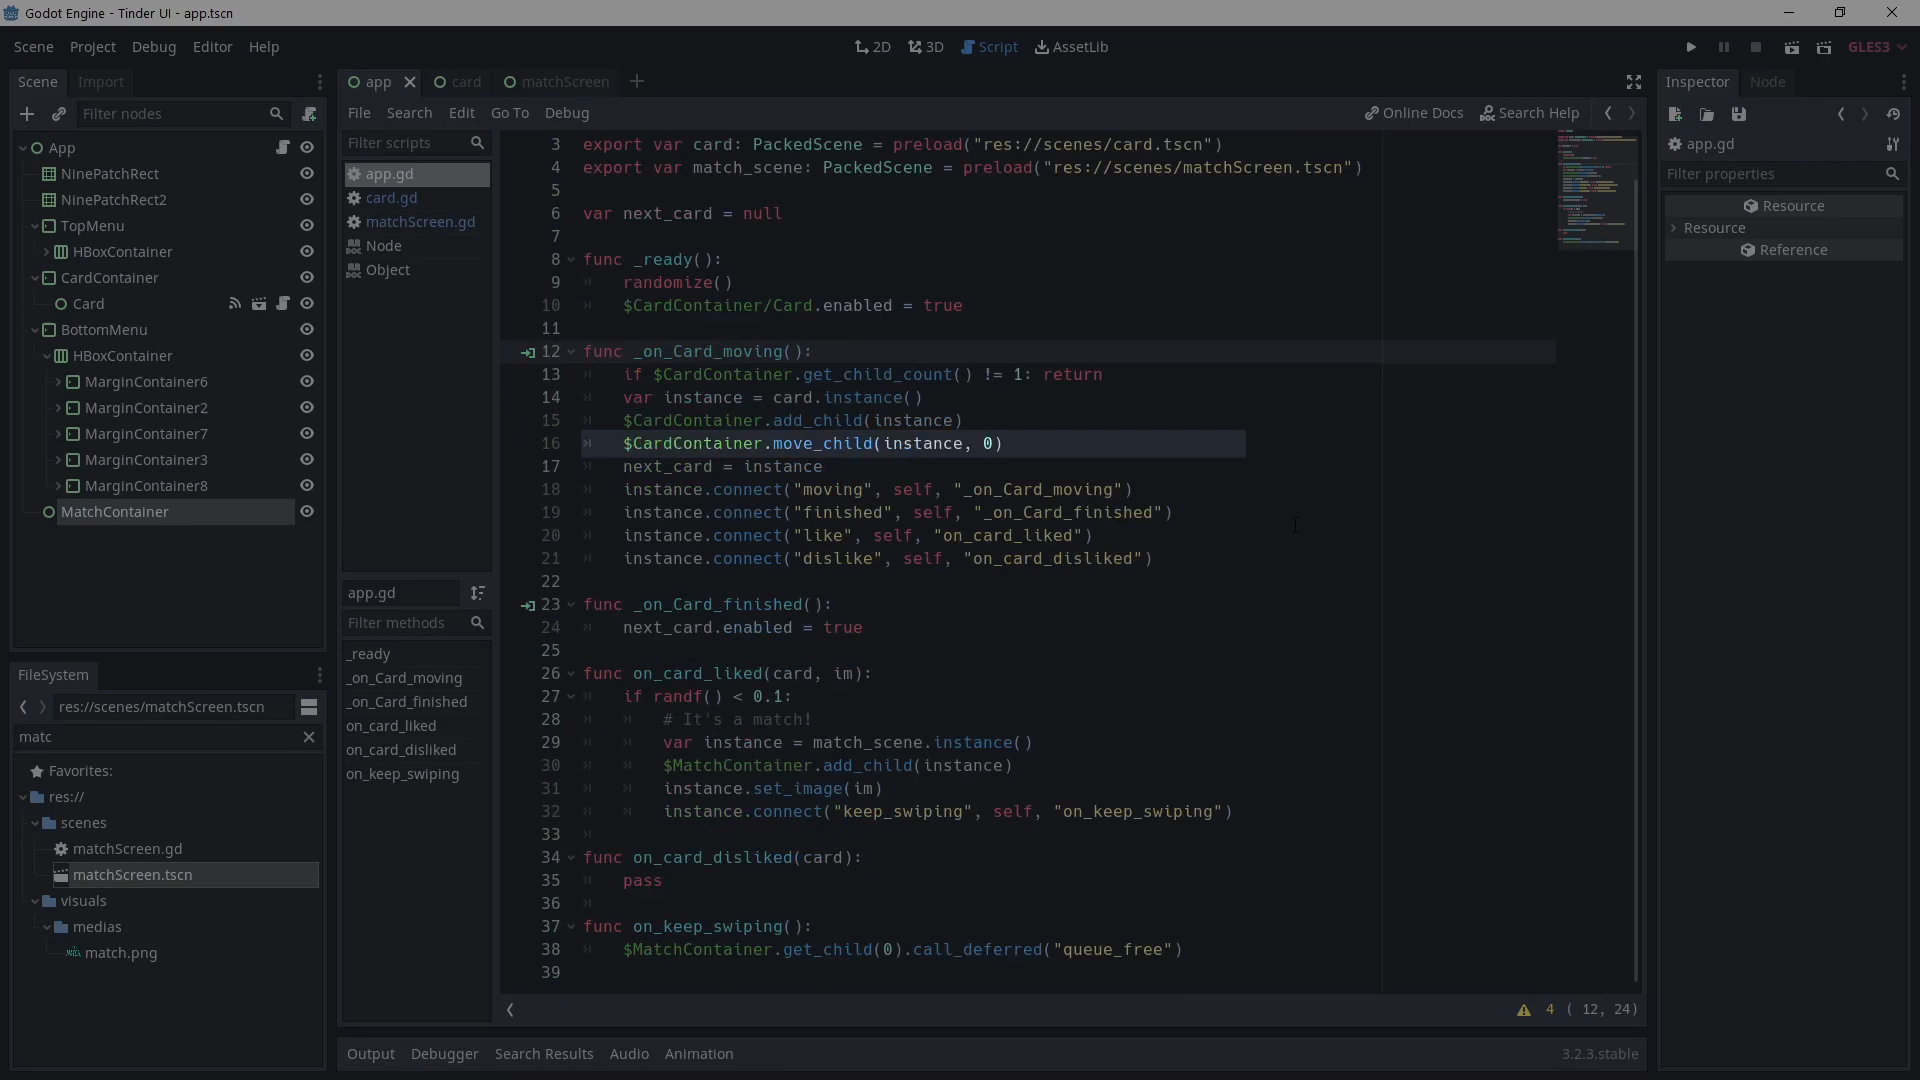 Godot Engine - Tinder UI - app.tscn
Scene Project Debug Editor Help
2D 3D Script AssetLib
GLES3
Scene Import
Filter nodes
App
NinePatchRect
NinePatchRect2
TopMenu
HBoxContainer
CardContainer
Card
BottomMenu
HBoxContainer
MarginContainer6
MarginContainer2
MarginContainer7
MarginContainer3
MarginContainer8
MatchContainer
FileSystem
res://scenes/matchScreen.tscn
matc
Favorites:
res://
scenes
matchScreen.gd
matchScreen.tscn
visuals
medias
match.png
app card matchScreen
File Search Edit Go To Debug
Online Docs Search Help
Filter scripts
app.gd
card.gd
matchScreen.gd
Node
Object
app.gd
Filter methods
_ready
_on_Card_moving
_on_Card_finished
on_card_liked
on_card_disliked
on_keep_swiping
3 export var card: PackedScene = preload("res://scenes/card.tscn")
4 export var match_scene: PackedScene = preload("res://scenes/matchScreen.tscn")
5
6 var next_card = null
7
8 func _ready():
9 randomize()
10 $CardContainer/Card.enabled = true
11
12 func _on_Card_moving():
13 if $CardContainer.get_child_count() != 1: return
14 var instance = card.instance()
15 $CardContainer.add_child(instance)
16 $CardContainer.move_child(instance, 0)
17 next_card = instance
18 instance.connect("moving", self, "_on_Card_moving")
19 instance.connect("finished", self, "_on_Card_finished")
20 instance.connect("like", self, "on_card_liked")
21 instance.connect("dislike", self, "on_card_disliked")
22
23 func _on_Card_finished():
24 next_card.enabled = true
25
26 func on_card_liked(card, im):
27 if randf() < 0.1:
28 # It's a match!
29 var instance = match_scene.instance()
30 $MatchContainer.add_child(instance)
31 instance.set_image(im)
32 instance.connect("keep_swiping", self, "on_keep_swiping")
33
34 func on_card_disliked(card):
35 pass
36
37 func on_keep_swiping():
38 $MatchContainer.get_child(0).call_deferred("queue_free")
39
4 ( 12, 24)
Output Debugger Search Results Audio Animation
3.2.3.stable
Inspector Node
app.gd
Filter properties
Resource
Resource
Reference